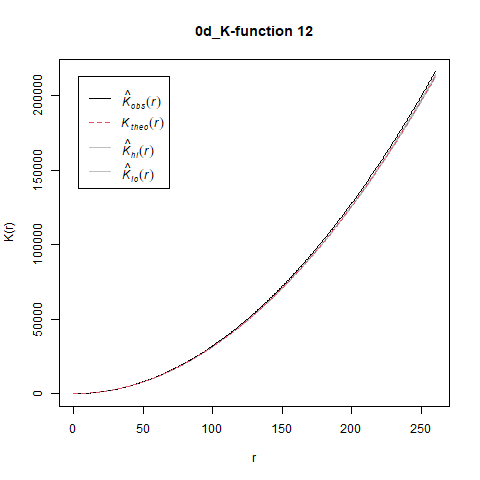 0d_K-function 12
K̂obs(r)
Ktheo(r)
K̂hi(r)
K̂lo(r)
K(r)
200000
150000
100000
50000
0
0 50 100 150 200 250
r